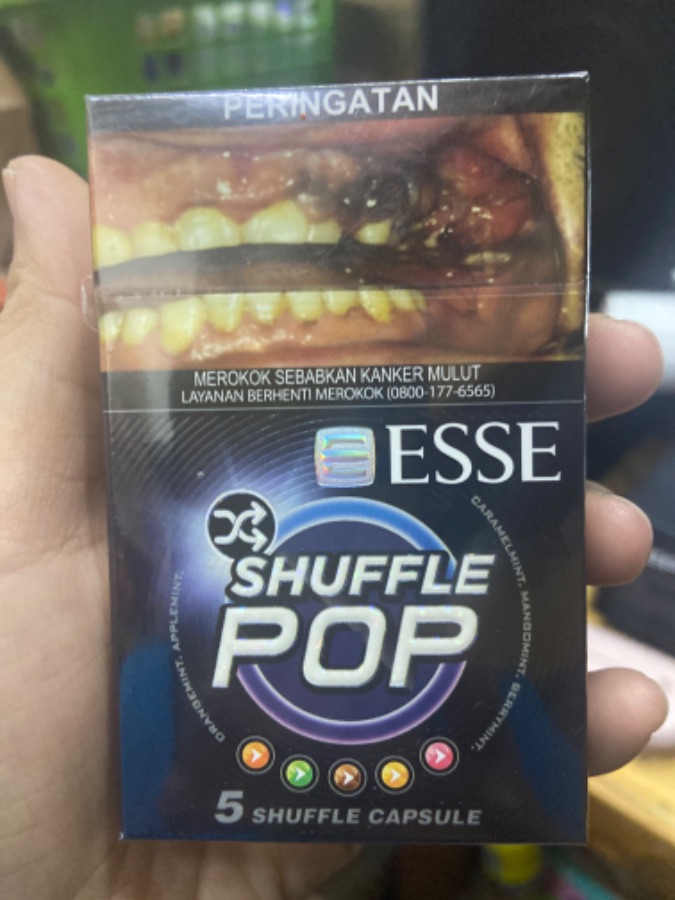 PERINGATAN
MEROKOK SEBABKAN KANKER MULUT
LAYANAN BERHENTI MEROKOK (0800-177-6565)
ESSE
SHUFFLE
POP
ORANGEMINT. APPLEMINT.
CARAMELMINT. MANGOMINT. BERRYMINT.
5 SHUFFLE CAPSULE